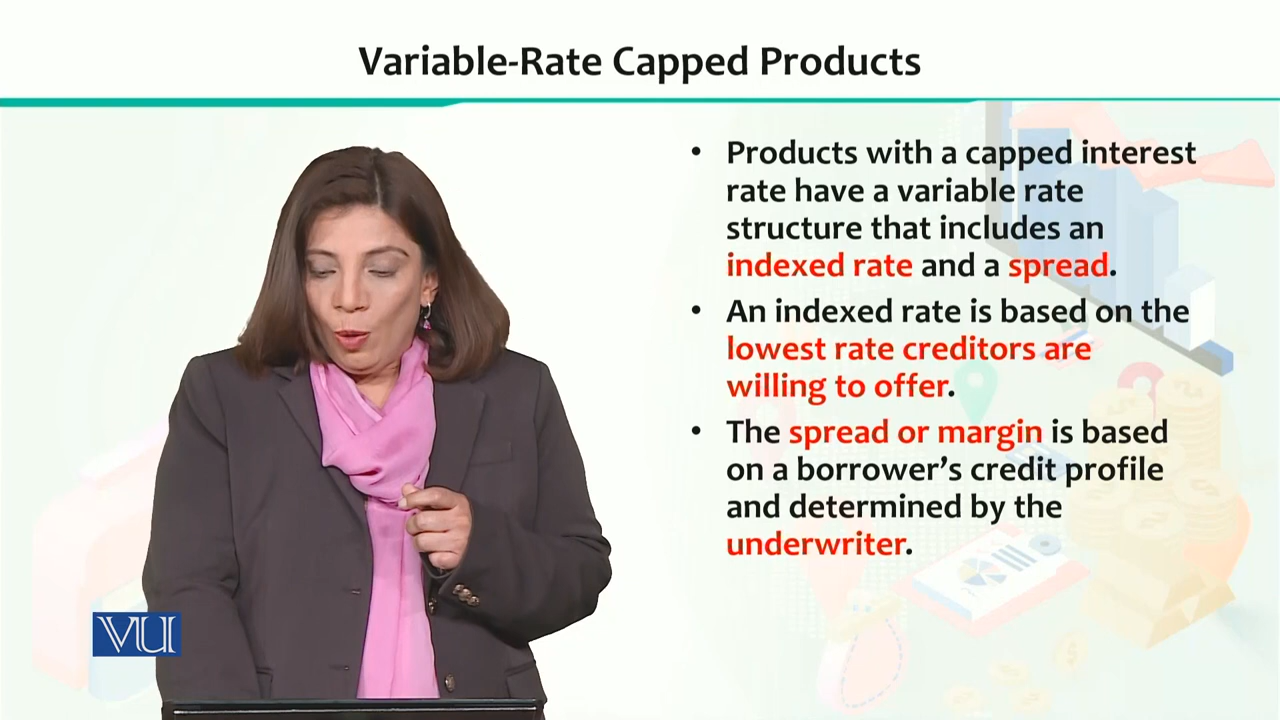 Variable-Rate Capped Products
• Products with a capped interest
rate have a variable rate
structure that includes an
indexed rate and a spread.
• An indexed rate is based on the
lowest rate creditors are
willing to offer.
• The spread or margin is based
on a borrower’s credit profile
and determined by the
underwriter.
VU